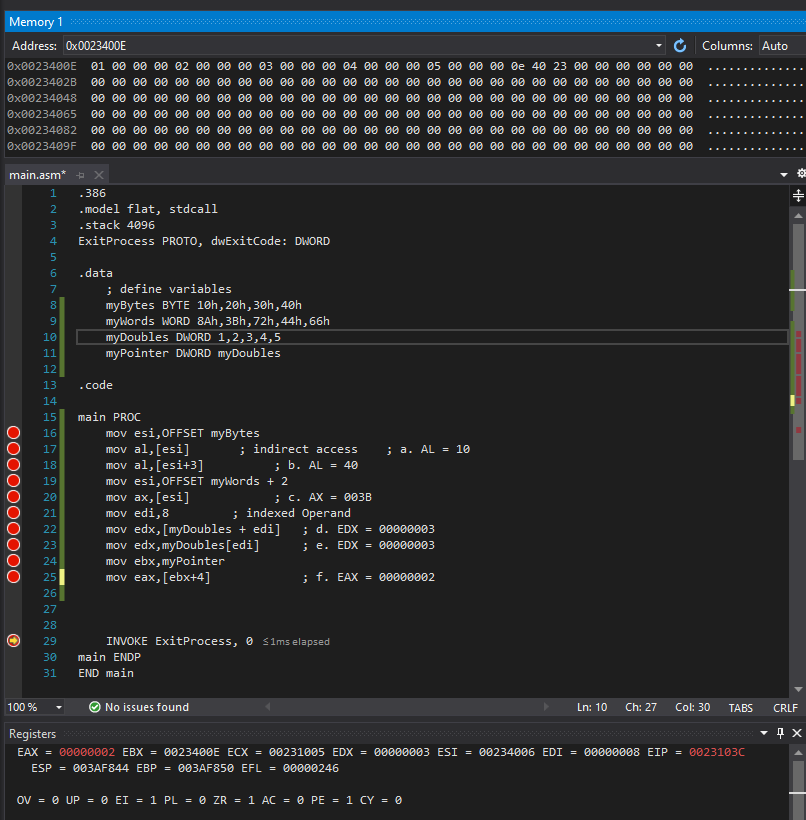 Memory 1
Address: 0x0023400E Columns: Auto
0x0023400E 01 00 00 00 02 00 00 00 03 00 00 00 04 00 00 00 05 00 00 00 0e 40 23 00 00 00 00 00 00 ..............
0x0023402B 00 00 00 00 00 00 00 00 00 00 00 00 00 00 00 00 00 00 00 00 00 00 00 00 00 00 00 00 00 ..............
0x00234048 00 00 00 00 00 00 00 00 00 00 00 00 00 00 00 00 00 00 00 00 00 00 00 00 00 00 00 00 00 ..............
0x00234065 00 00 00 00 00 00 00 00 00 00 00 00 00 00 00 00 00 00 00 00 00 00 00 00 00 00 00 00 00 ..............
0x00234082 00 00 00 00 00 00 00 00 00 00 00 00 00 00 00 00 00 00 00 00 00 00 00 00 00 00 00 00 00 ..............
0x0023409F 00 00 00 00 00 00 00 00 00 00 00 00 00 00 00 00 00 00 00 00 00 00 00 00 00 00 00 00 00 ..............
main.asm*
1 .386
2 .model flat, stdcall
3 .stack 4096
4 ExitProcess PROTO, dwExitCode: DWORD
5
6 .data
7 ; define variables
8 myBytes BYTE 10h,20h,30h,40h
9 myWords WORD 8Ah,3Bh,72h,44h,66h
10 myDoubles DWORD 1,2,3,4,5
11 myPointer DWORD myDoubles
12
13 .code
14
15 main PROC
16 mov esi,OFFSET myBytes
17 mov al,[esi] ; indirect access ; a. AL = 10
18 mov al,[esi+3] ; b. AL = 40
19 mov esi,OFFSET myWords + 2
20 mov ax,[esi] ; c. AX = 003B
21 mov edi,8 ; indexed Operand
22 mov edx,[myDoubles + edi] ; d. EDX = 00000003
23 mov edx,myDoubles[edi] ; e. EDX = 00000003
24 mov ebx,myPointer
25 mov eax,[ebx+4] ; f. EAX = 00000002
26
27
28
29 INVOKE ExitProcess, 0 ≤1ms elapsed
30 main ENDP
31 END main
100 % No issues found Ln: 10 Ch: 27 Col: 30 TABS CRLF
Registers
EAX = 00000002 EBX = 0023400E ECX = 00231005 EDX = 00000003 ESI = 00234006 EDI = 00000008 EIP = 0023103C
ESP = 003AF844 EBP = 003AF850 EFL = 00000246
OV = 0 UP = 0 EI = 1 PL = 0 ZR = 1 AC = 0 PE = 1 CY = 0